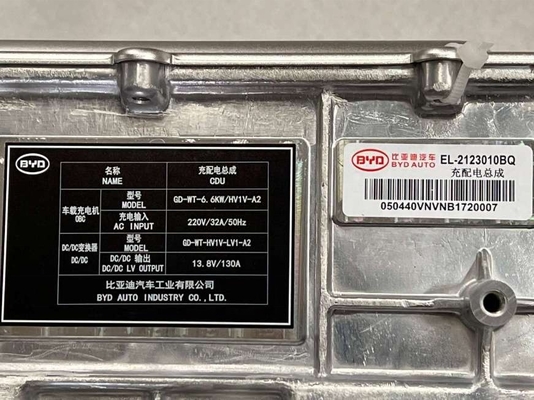 BYD
名称
NAME
充配电总成
CDU
车载充电机
OBC
型号
MODEL
GD-WT-6.6KW/HV1V-A2
充电输入
AC INPUT
220V/32A/50Hz
DC/DC变换器
DC/DC
型号
MODEL
GD-WT-HV1V-LV1-A2
DC/DC 输出
DC/DC LV OUTPUT
13.8V/130A
比亚迪汽车工业有限公司
BYD AUTO INDUSTRY CO.,LTD.
BYD 比亚迪汽车
BYD AUTO
EL-2123010BQ
充配电总成
050440VNVNB1720007